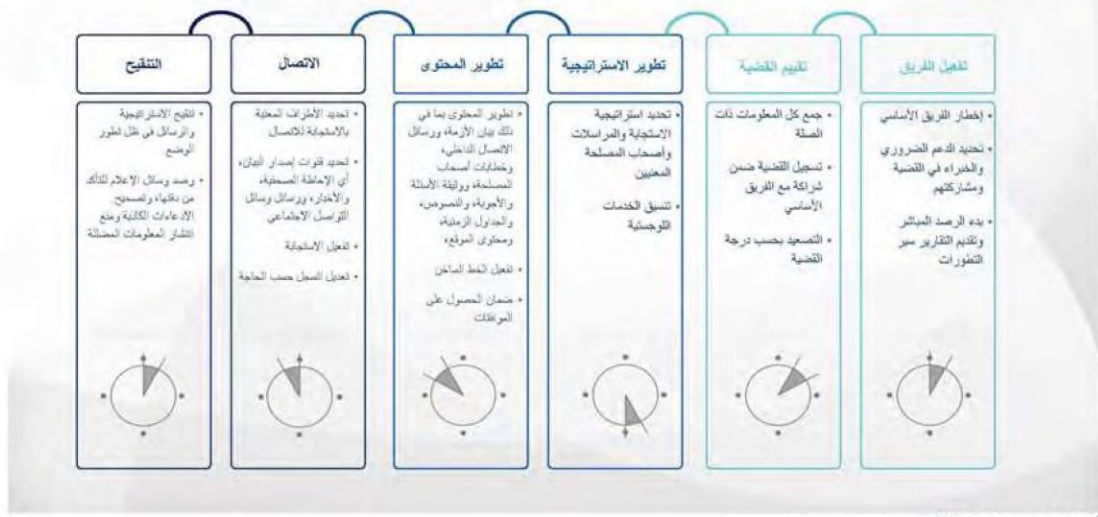 تفعيل الفريق
• إخطار الفريق الأساسي
• تحديد الدعم الضروري
والخبراء في القضية
ومشاركتهم
• بدء الرصد المباشر
وتقديم التقارير سير
التطورات
تقييم القضية
• جمع كل المعلومات ذات
الصلة
• تسجيل القضية ضمن
شراكة مع الفريق
الأساسي
• التصعيد بحسب درجة
القضية
تطوير الاستراتيجية
• تحديد استراتيجية
الاستجابة والمراسلات
وأصحاب المصلحة
المعنيين
• تنسيق الخدمات
اللوجستية
تطوير المحتوى
• تطوير المحتوى بما في
ذلك بيان الأزمة، ورسائل
الاتصال الداخلي،
وخطابات أصحاب
المصلحة، ووثيقة الأسئلة
والأجوبة، والنصوص،
والجداول الزمنية،
ومحتوى الموقع،
• تفعيل الخط الساخن
• ضمان الحصول على
الموافقات
الاتصال
• تحديد الأطراف المعنية
بالاستجابة للاتصال
• تحديد قنوات إصدار البيان،
أي الإحاطة الصحفية،
والأخبار، ورسائل وسائل
التواصل الاجتماعي
• تفعيل الاستجابة
• تعديل السجل حسب الحاجة
التنقيح
• تنقيح الاستراتيجية
والرسائل في ظل تطور
الوضع
• رصد وسائل الإعلام للتأكد
من دقتها، وتصحيح
الادعاءات الكاذبة ومنع
انتشار المعلومات المضللة